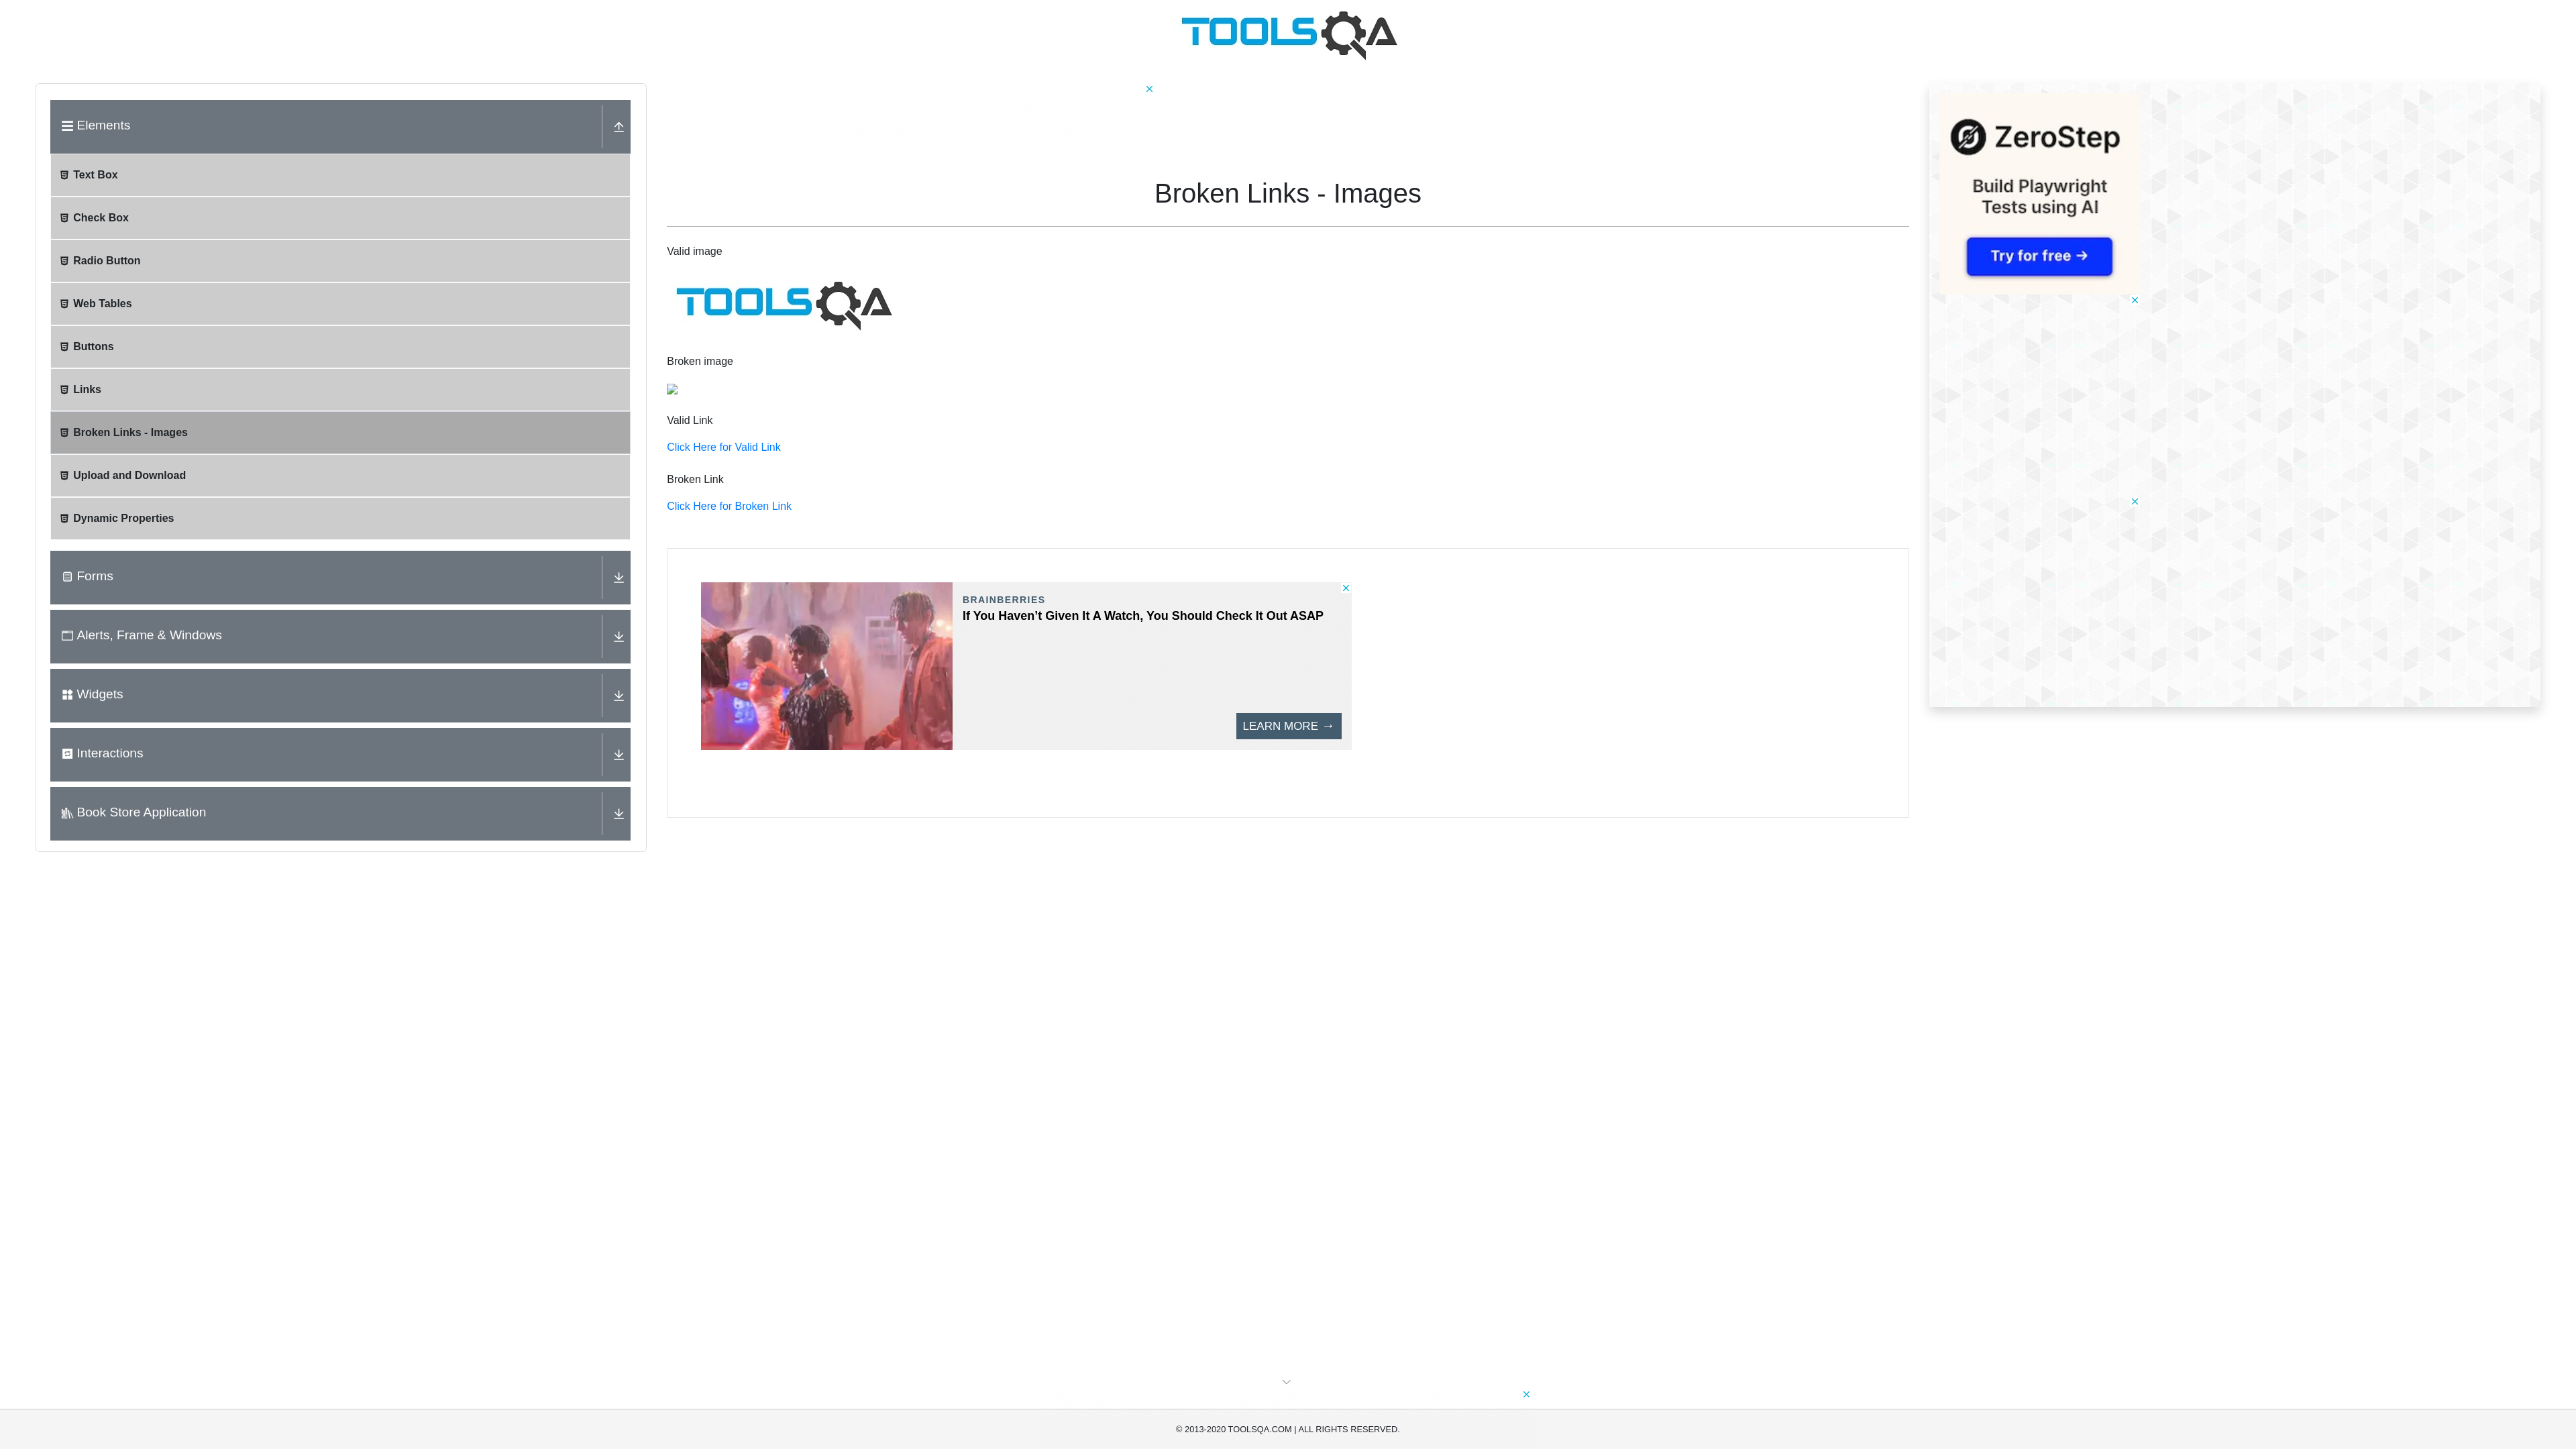 TOOLSQA
Elements
Text Box
Check Box
Radio Button
Web Tables
Buttons
Links
Broken Links - Images
Upload and Download
Dynamic Properties
Forms
Alerts, Frame & Windows
Widgets
Interactions
Book Store Application
Broken Links - Images
Valid image
TOOLSQA
Broken image
Valid Link
Click Here for Valid Link
Broken Link
Click Here for Broken Link
BRAINBERRIES
If You Haven’t Given It A Watch, You Should Check It Out ASAP
LEARN MORE →
ZeroStep
Build Playwright
Tests using AI
Try for free →
© 2013-2020 TOOLSQA.COM | ALL RIGHTS RESERVED.